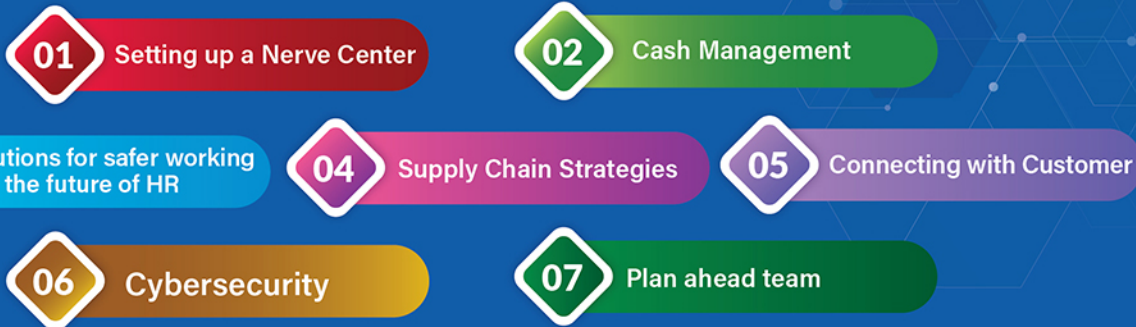 01 Setting up a Nerve Center
02 Cash Management
utions for safer working
the future of HR
04 Supply Chain Strategies
05 Connecting with Customer
06 Cybersecurity
07 Plan ahead team